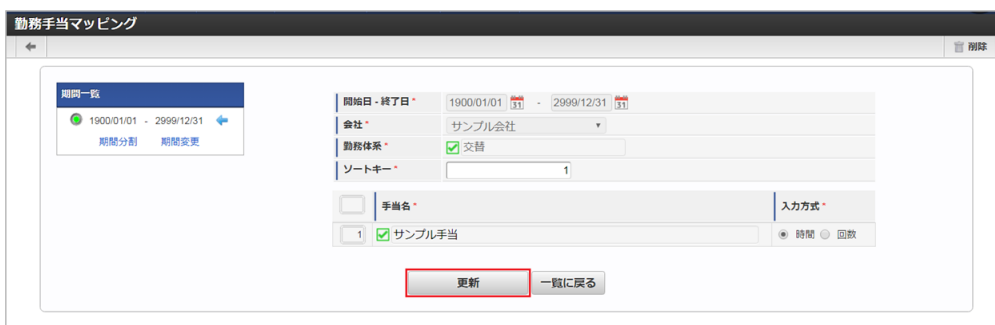 勤務手当マッピング
削除
期間一覧
1900/01/01 - 2999/12/31
期間分割 期間変更
開始日 - 終了日* 1900/01/01 31 - 2999/12/31 31
会社* サンプル会社
勤務体系* 交替
ソートキー* 1
手当名* 入力方式*
1 サンプル手当 時間 回数
更新 一覧に戻る